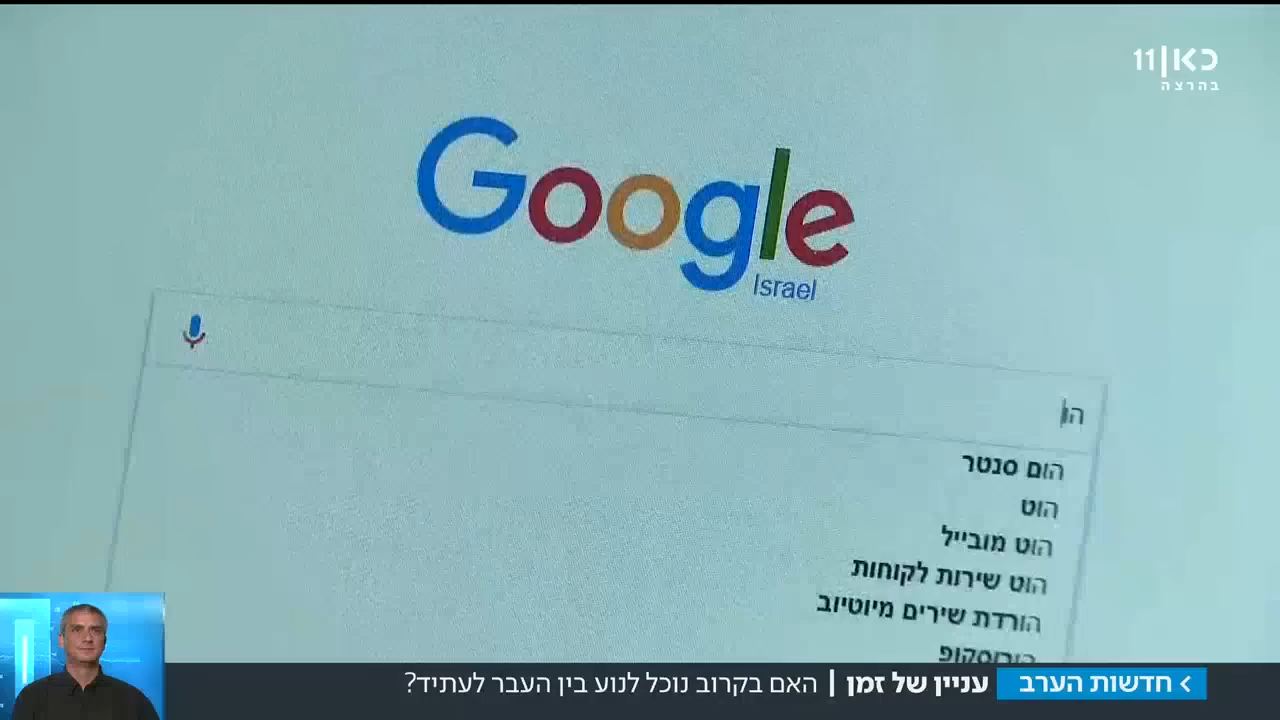 כאן 11
בהרצה
Google
Israel
הו
הום סנטר
הוט
הוט מובייל
הוט שירות לקוחות
הורדת שירים מיוטיוב
הורוסקופ
חדשות הערב
עניין של זמן | האם בקרוב נוכל לנוע בין העבר לעתיד?